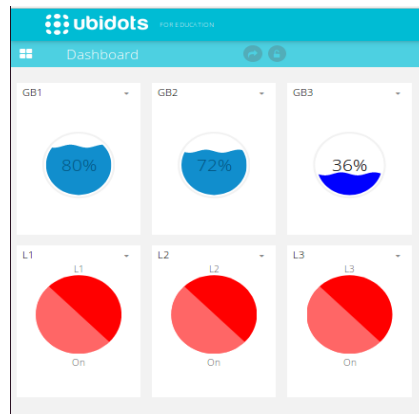 ubidots FOR EDUCATION
Dashboard
GB1 GB2 GB3
80% 72% 36%
L1 L2 L3
L1 L2 L3
On On On